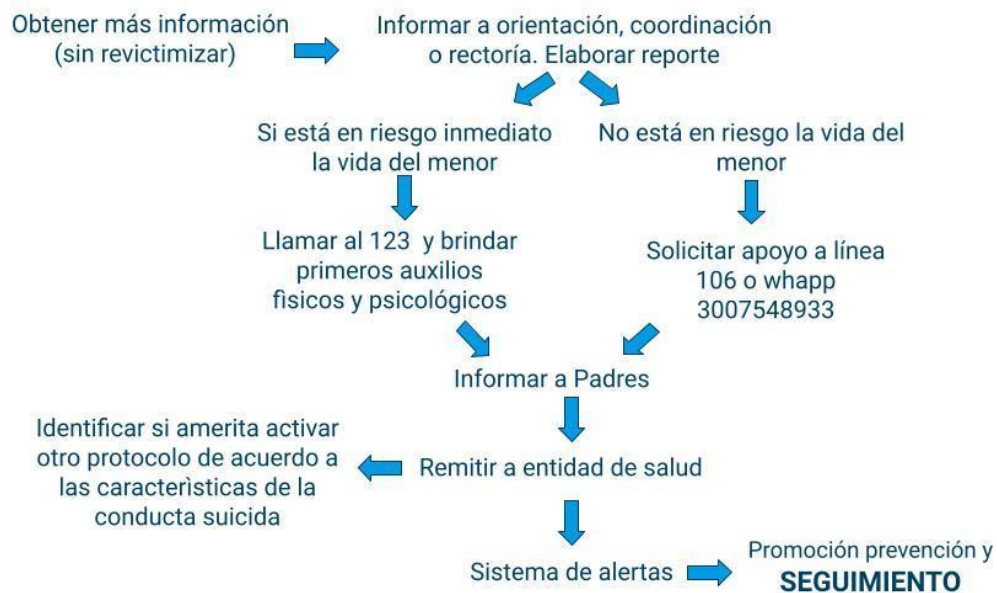 Obtener más información
(sin revictimizar)
Informar a orientación, coordinación
o rectoría. Elaborar reporte
Si está en riesgo inmediato
la vida del menor
No está en riesgo la vida del
menor
Llamar al 123 y brindar
primeros auxilios
fisicos y psicológicos
Solicitar apoyo a línea
106 o whapp
3007548933
Informar a Padres
Identificar si amerita activar
otro protocolo de acuerdo a
las caracterìsticas de la
conducta suicida
Remitir a entidad de salud
Sistema de alertas
Promoción prevención y
SEGUIMIENTO